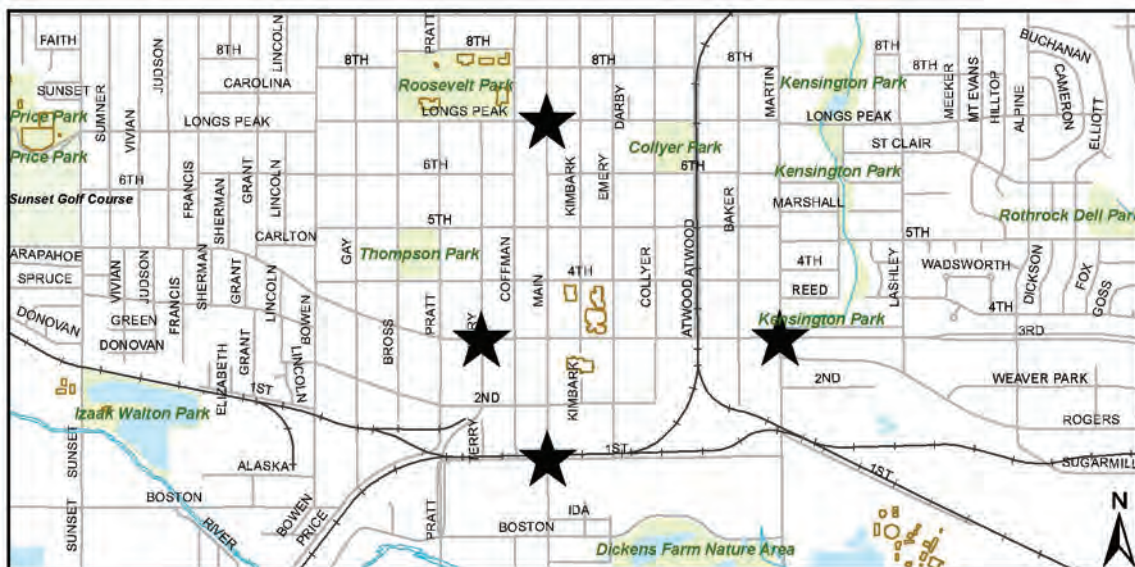 FAITH
JUDSON
8TH
LINCOLN
PRATT
8TH
8TH
8TH
8TH
MARTIN
8TH
8TH
BUCHANAN
SUNSET
CAROLINA
Roosevelt Park
Kensington Park
MEEKER
MT EVANS
HILLTOP
ALPINE
CAMERON
ELLIOTT
Price Park
SUMNER
VIVIAN
LONGS PEAK
LONGS PEAK
DARBY
LONGS PEAK
ST CLAIR
Price Park
Collyer Park
6TH
6TH
6TH
FRANCIS
SHERMAN
GRANT
LINCOLN
KIMBARK
EMERY
Kensington Park
Sunset Golf Course
MARSHALL
BAKER
Rothrock Dell Park
5TH
5TH
CARLTON
GAY
Thompson Park
ARAPAHOE
SPRUCE
VIVIAN
JUDSON
FRANCIS
SHERMAN
GRANT
LINCOLN
BOWEN
COFFMAN
MAIN
4TH
COLLYER
ATWOOD
ATWOOD
4TH
REED
LASHLEY
WADSWORTH
DICKSON
FOX
GOSS
4TH
DONOVAN
GREEN
DONOVAN
BROSS
PRATT
RY
Kensington Park
3RD
ELIZABETH
GRANT
LINCOLN
1ST
KIMBARK
2ND
2ND
WEAVER PARK
ROGERS
Izaak Walton Park
SUNSET
TERRY
1ST
1ST
SUGARMILL
ALASKA
BOSTON
RIVER
BOWEN
PRICE
SUNSET
PRATT
IDA
BOSTON
Dickens Farm Nature Area
N